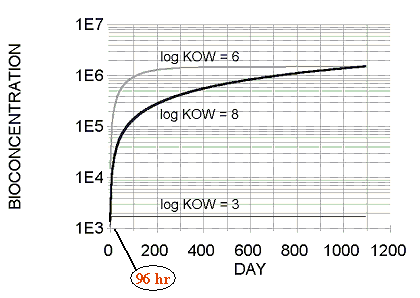 1E7
1E6
1E5
1E4
1E3
BIOCONCENTRATION
log KOW = 6
log KOW = 8
log KOW = 3
0 200 400 600 800 1000 1200
DAY
96 hr